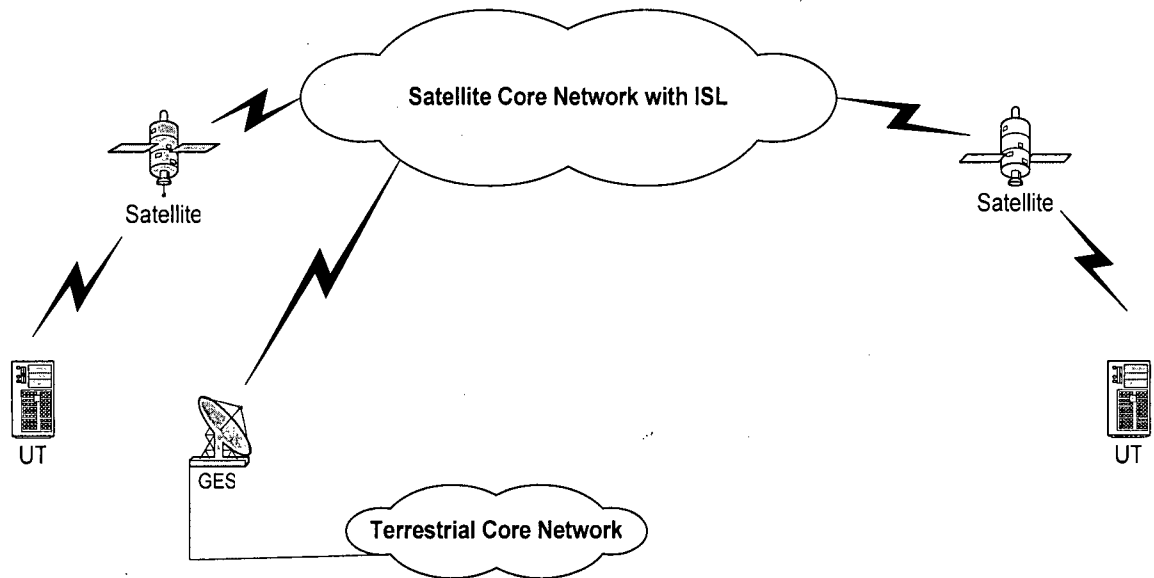 Satellite Core Network with ISL
Satellite
Satellite
UT
GES
UT
Terrestrial Core Network